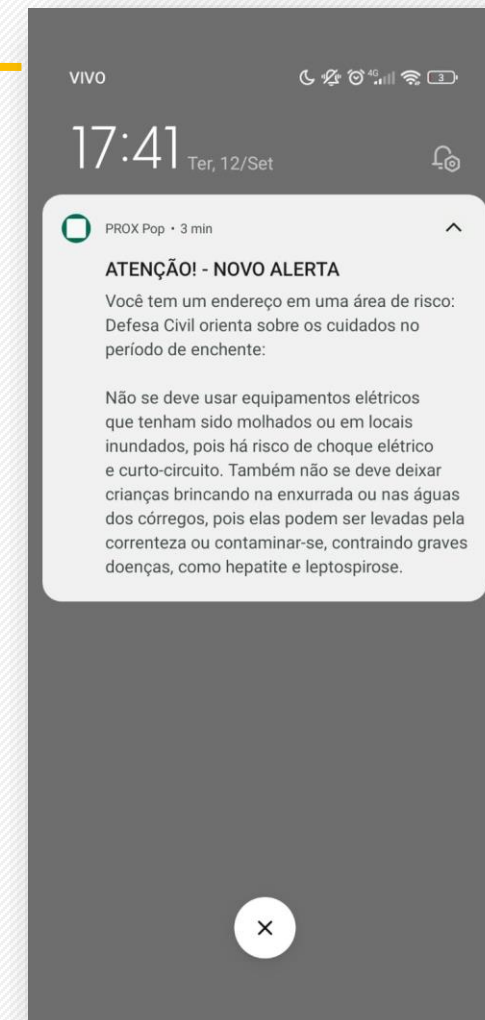 VIVO
4G
3
17:41 Ter, 12/Set
PROX Pop • 3 min
ATENÇÃO! - NOVO ALERTA
Você tem um endereço em uma área de risco:
Defesa Civil orienta sobre os cuidados no
período de enchente:
Não se deve usar equipamentos elétricos
que tenham sido molhados ou em locais
inundados, pois há risco de choque elétrico
e curto-circuito. Também não se deve deixar
crianças brincando na enxurrada ou nas águas
dos córregos, pois elas podem ser levadas pela
correnteza ou contaminar-se, contraindo graves
doenças, como hepatite e leptospirose.